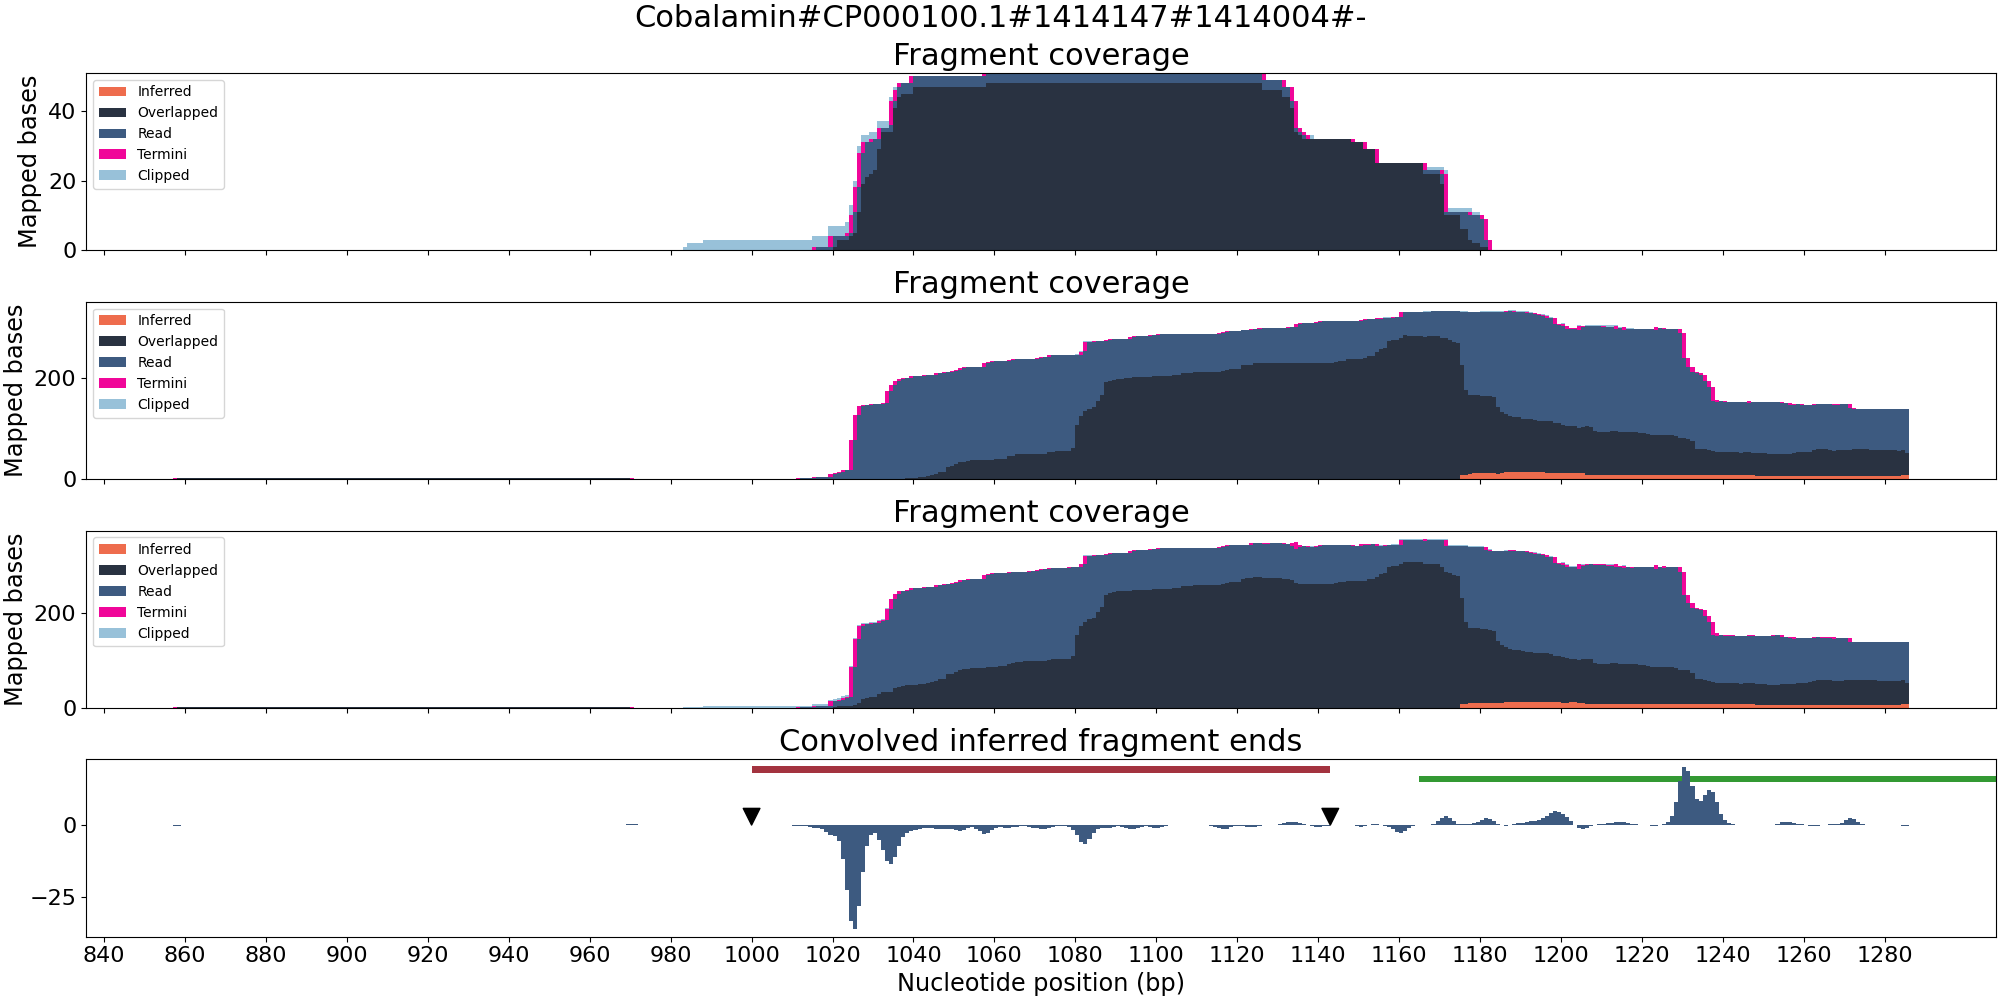 Cobalamin#CP000100.1#1414147#1414004#-
Fragment coverage
Mapped bases
40
20
0
Inferred
Overlapped
Read
Termini
Clipped
Fragment coverage
Mapped bases
200
0
Inferred
Overlapped
Read
Termini
Clipped
Fragment coverage
Mapped bases
200
0
Inferred
Overlapped
Read
Termini
Clipped
Convolved inferred fragment ends
0
−25
840 860 880 900 920 940 960 980 1000 1020 1040 1060 1080 1100 1120 1140 1160 1180 1200 1220 1240 1260 1280
Nucleotide position (bp)